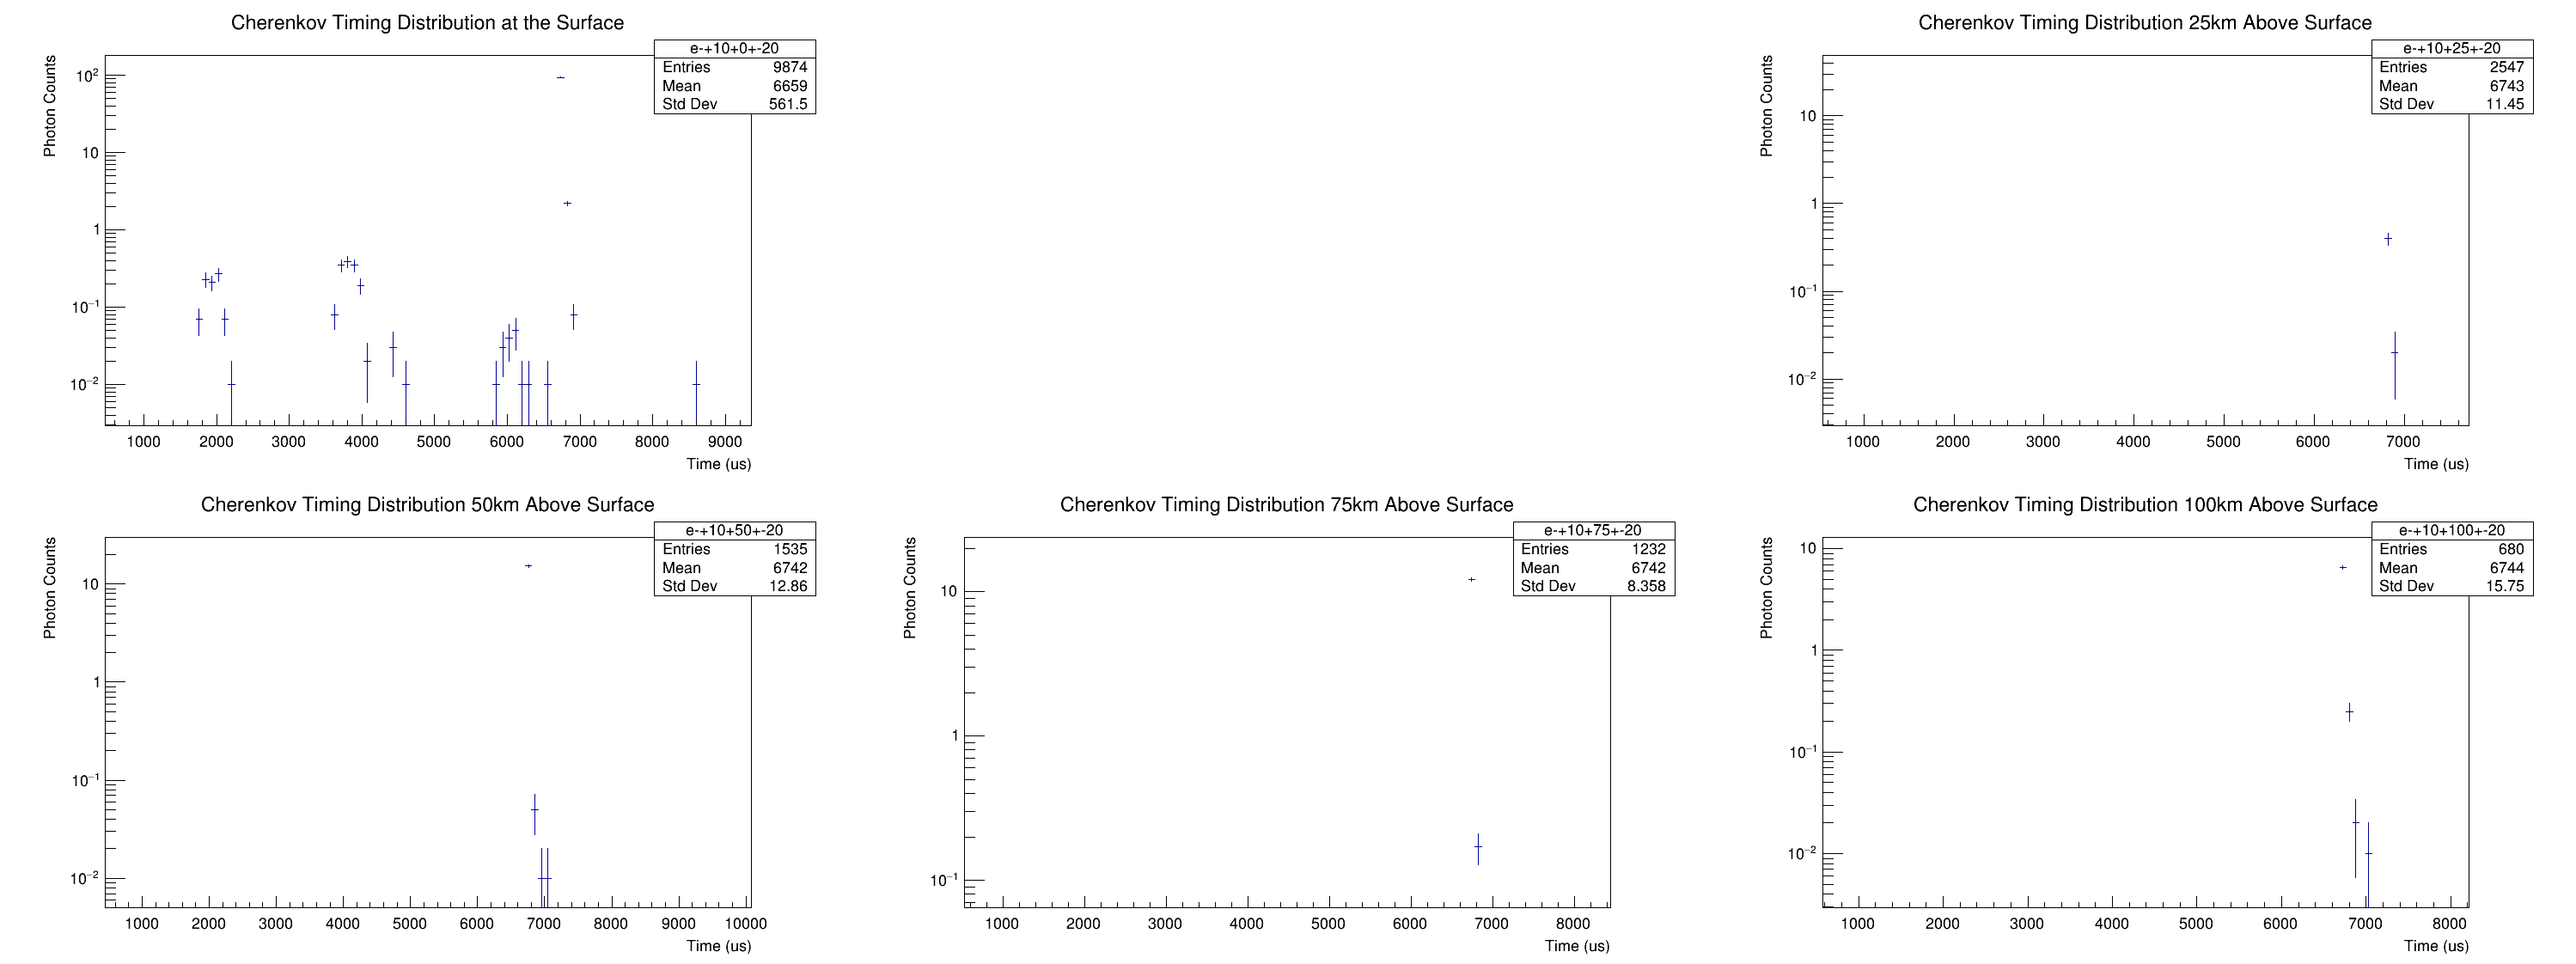 Cherenkov Timing Distribution at the Surface
e-+10+0+-20
Entries 9874
Mean 6659
Std Dev 561.5
Photon Counts
10²
10
1
10⁻¹
10⁻²
1000 2000 3000 4000 5000 6000 7000 8000 9000
Time (us)
Cherenkov Timing Distribution 25km Above Surface
e-+10+25+-20
Entries 2547
Mean 6743
Std Dev 11.45
Photon Counts
10
1
10⁻¹
10⁻²
1000 2000 3000 4000 5000 6000 7000
Time (us)
Cherenkov Timing Distribution 50km Above Surface
e-+10+50+-20
Entries 1535
Mean 6742
Std Dev 12.86
Photon Counts
10
1
10⁻¹
10⁻²
1000 2000 3000 4000 5000 6000 7000 8000 9000 10000
Time (us)
Cherenkov Timing Distribution 75km Above Surface
e-+10+75+-20
Entries 1232
Mean 6742
Std Dev 8.358
Photon Counts
10
1
10⁻¹
1000 2000 3000 4000 5000 6000 7000 8000
Time (us)
Cherenkov Timing Distribution 100km Above Surface
e-+10+100+-20
Entries 680
Mean 6744
Std Dev 15.75
Photon Counts
10
1
10⁻¹
10⁻²
1000 2000 3000 4000 5000 6000 7000 8000
Time (us)